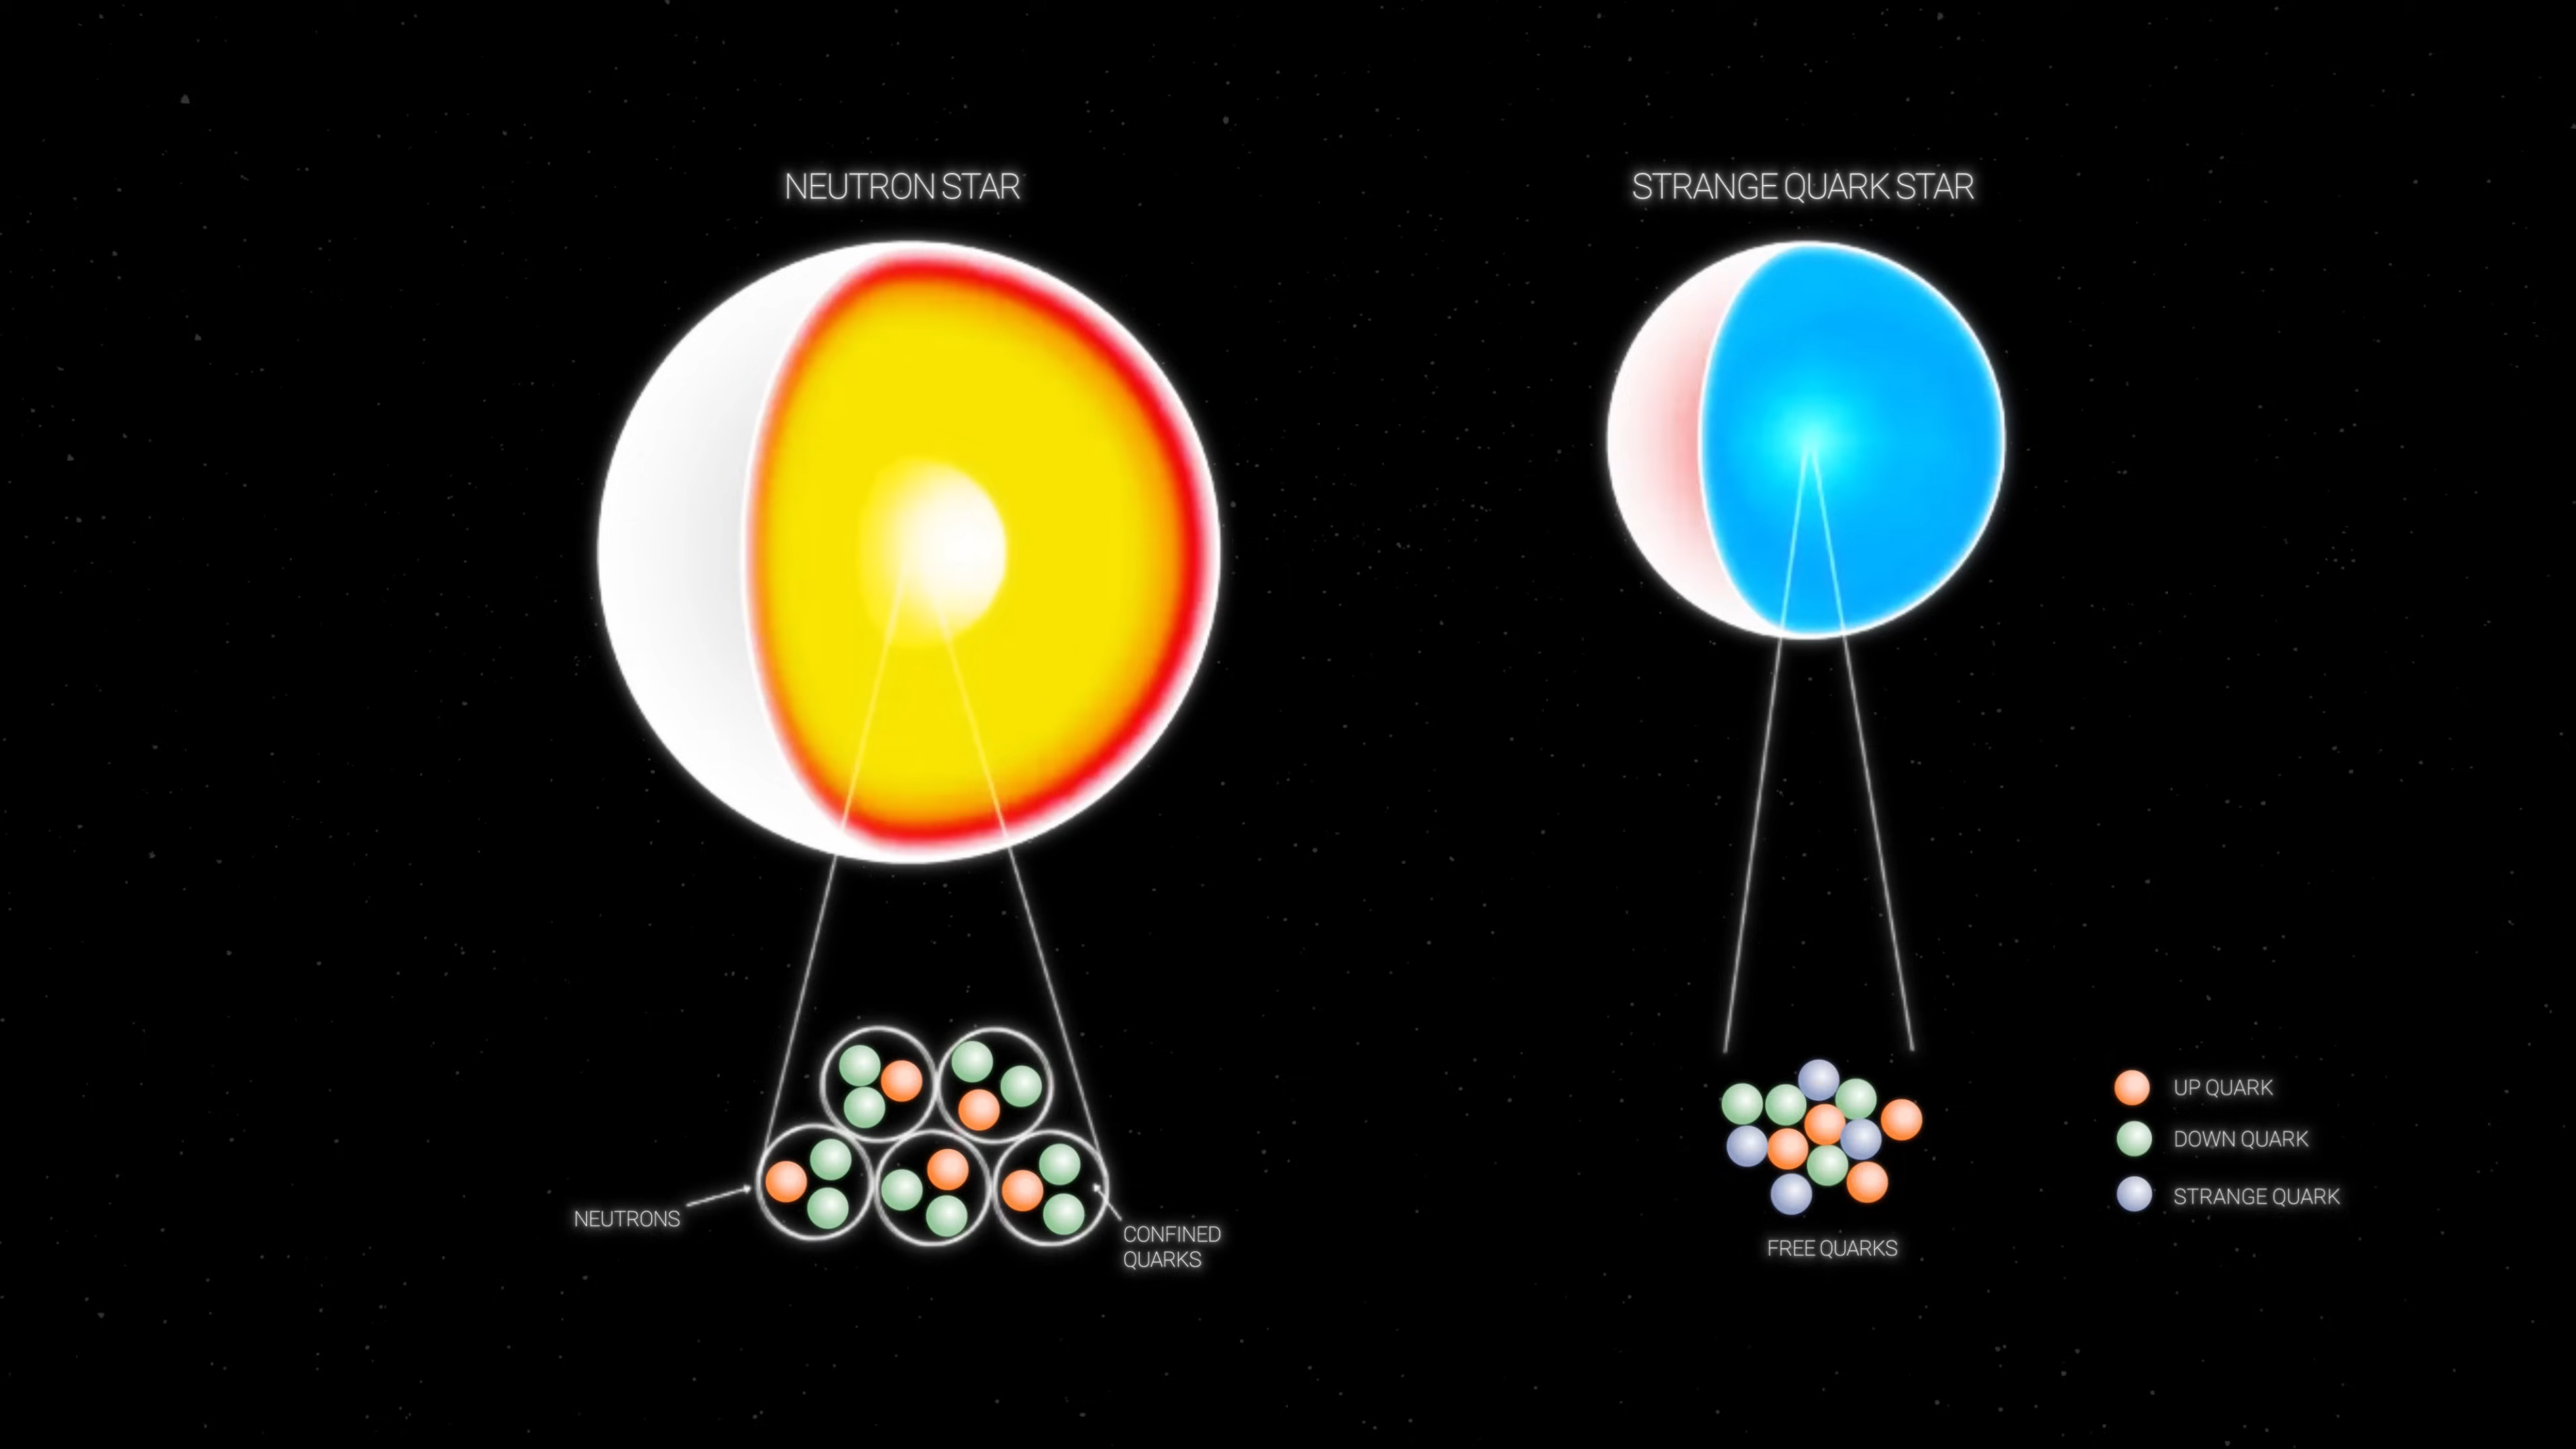 NEUTRON STAR
STRANGE QUARK STAR
NEUTRONS
CONFINED
QUARKS
FREE QUARKS
UP QUARK
DOWN QUARK
STRANGE QUARK